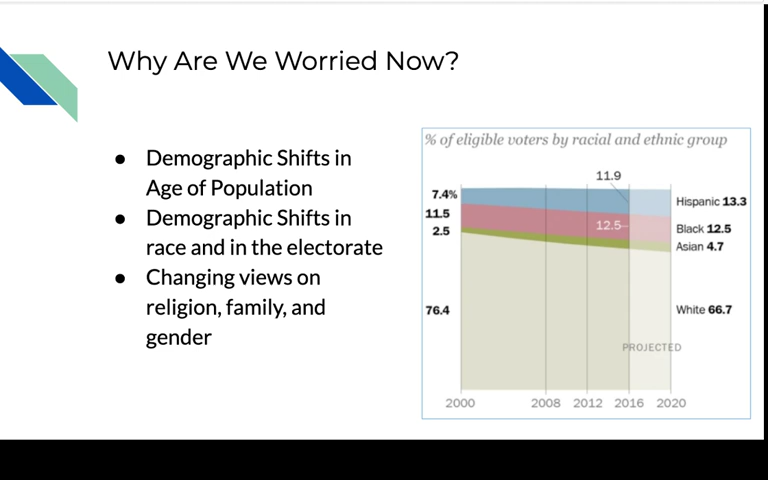 Why Are We Worried Now?
● Demographic Shifts in
Age of Population
● Demographic Shifts in
race and in the electorate
● Changing views on
religion, family, and
gender
% of eligible voters by racial and ethnic group
11.9
7.4%
11.5
2.5
76.4
12.5
Hispanic 13.3
Black 12.5
Asian 4.7
White 66.7
PROJECTED
2000 2008 2012 2016 2020